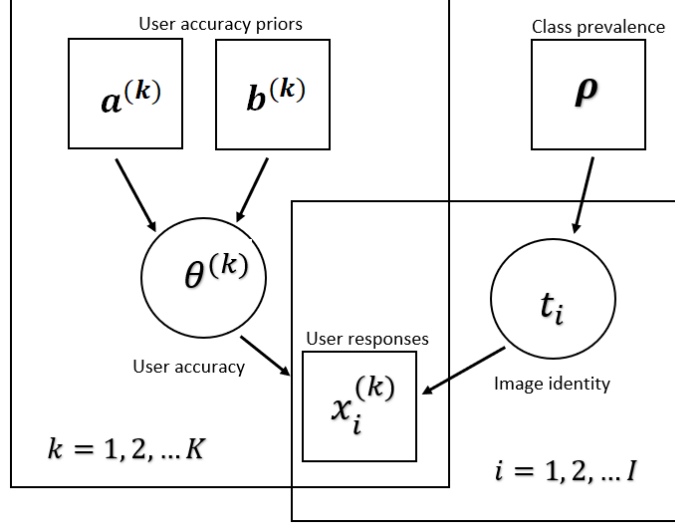 User accuracy priors
Class prevalence
a^(k)
b^(k)
ρ
θ^(k)
t_i
User responses
User accuracy
Image identity
x_i^(k)
k = 1, 2, … K
i = 1, 2, … I